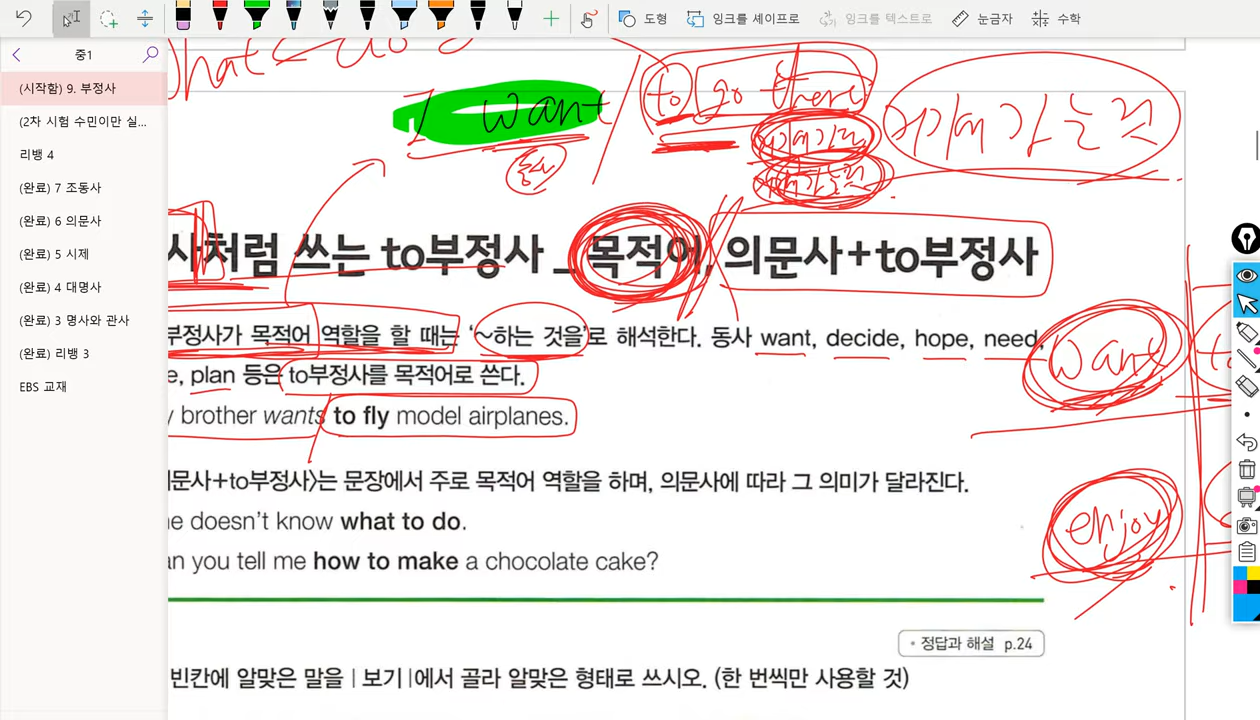 도형
잉크를 셰이프로
잉크를 텍스트로
눈금자
수학
중1
(시작함) 9. 부정사
(2차 시험 수민이만 실...
리뱅 4
(완료) 7 조동사
(완료) 6 의문사
(완료) 5 시제
(완료) 4 대명사
(완료) 3 명사와 관사
(완료) 리뱅 3
EBS 교재
I want to go there
거기에 가는 것
동사
사처럼 쓰는 to부정사 _ 목적어, 의문사+to부정사
부정사가 목적어 역할을 할 때는 '~하는 것을'로 해석한다. 동사 want, decide, hope, need,
e, plan 등은 to부정사를 목적어로 쓴다.
y brother wants to fly model airplanes.
want
문사+to부정사〉는 문장에서 주로 목적어 역할을 하며, 의문사에 따라 그 의미가 달라진다.
ne doesn't know what to do.
enjoy
an you tell me how to make a chocolate cake?
• 정답과 해설 p.24
빈칸에 알맞은 말을 | 보기 |에서 골라 알맞은 형태로 쓰시오. (한 번씩만 사용할 것)